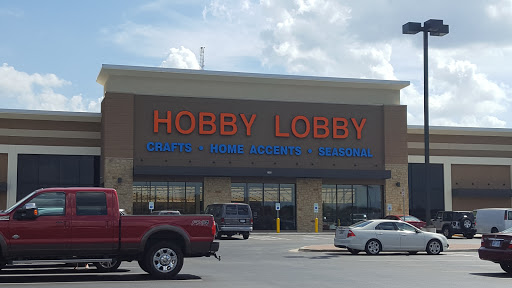 HOBBY LOBBY
CRAFTS • HOME ACCENTS • SEASONAL